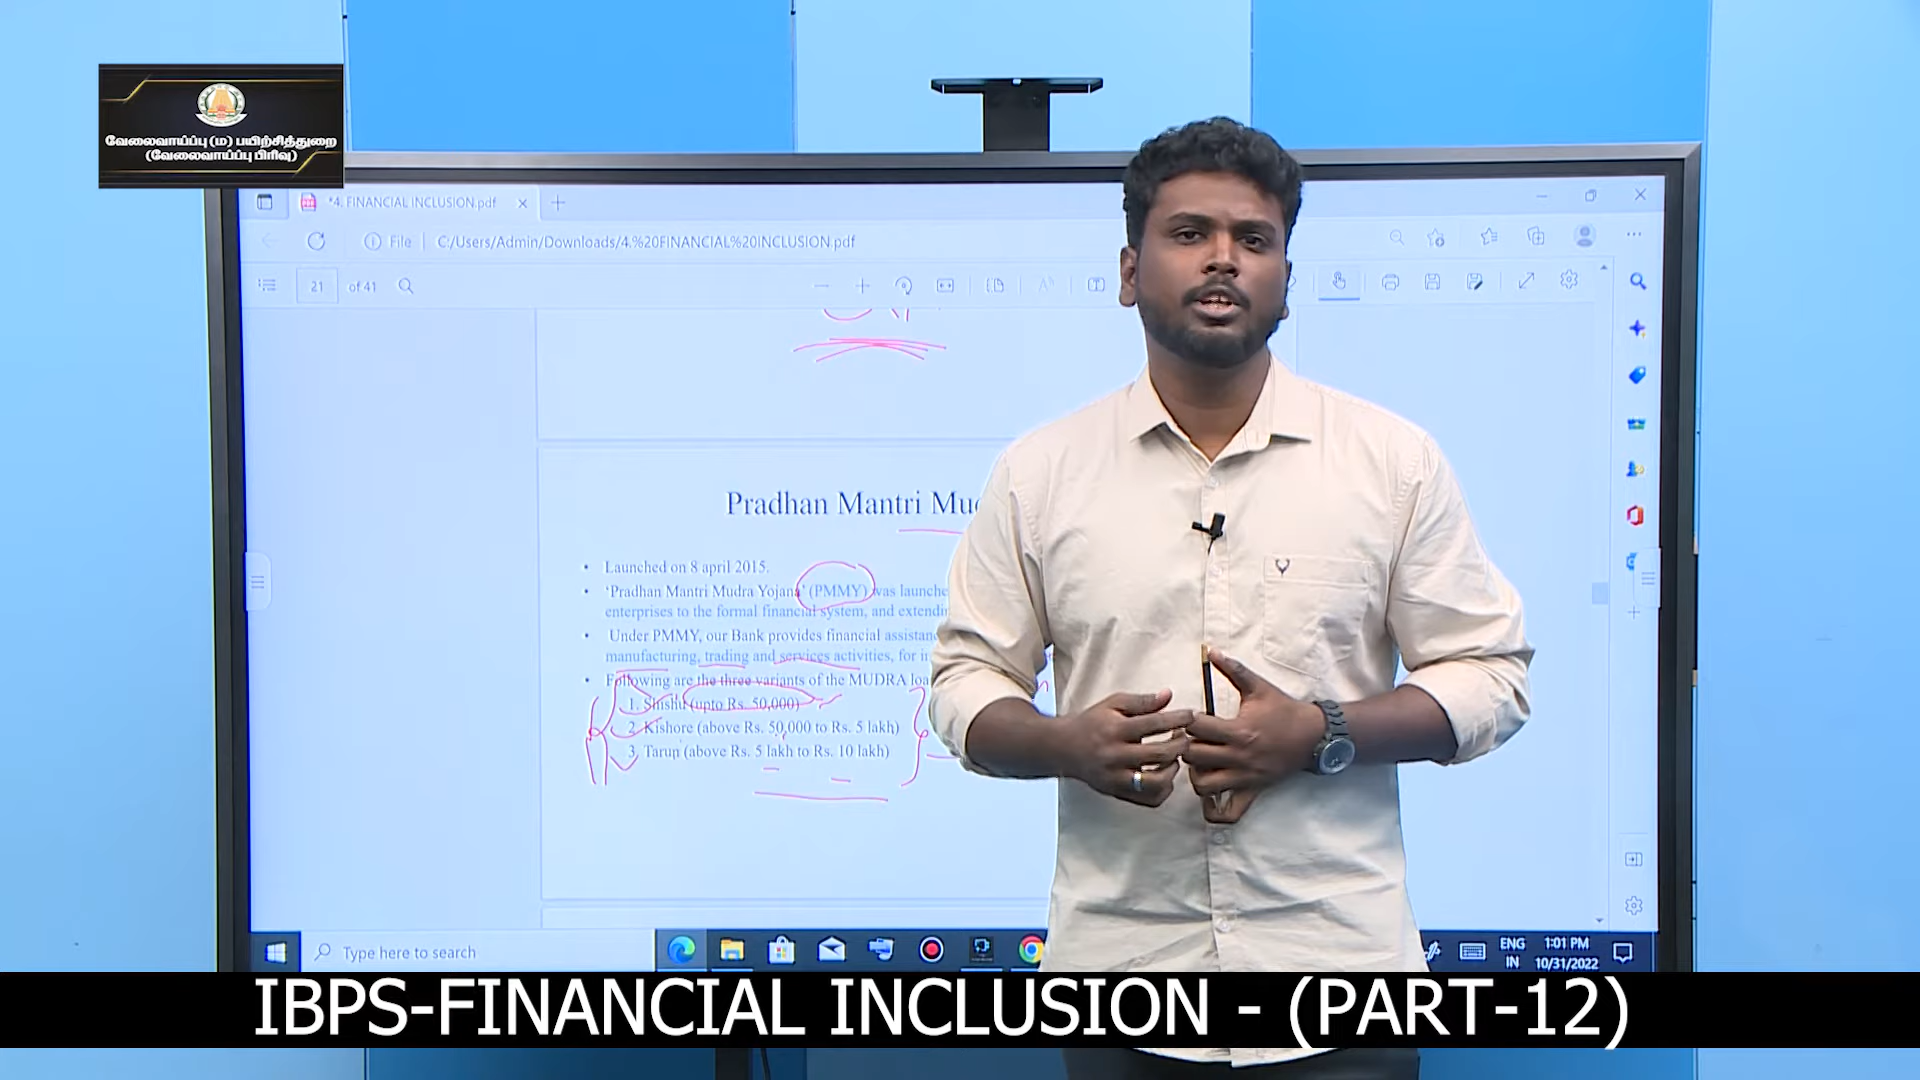 வேலைவாய்ப்பு (ம) பயிற்சித்துறை
(வேலைவாய்ப்பு பிரிவு)
*4. FINANCIAL INCLUSION.pdf
File C:/Users/Admin/Downloads/4.%20FINANCIAL%20INCLUSION.pdf
21 of 41
Pradhan Mantri
• Launched on 8 april 2015.
• ‘Pradhan Mantri Mudra Yojana’ (PMMY) was
enterprises to the formal financial system, and
• Under PMMY, our Bank provides financial
manufacturing, trading and services activities, for
• Following are the three variants of the MUDRA
1. Shishu (upto Rs. 50,000)
2. Kishore (above Rs. 50,000 to Rs. 5 lakh)
3. Tarun (above Rs. 5 lakh to Rs. 10 lakh)
Type here to search
ENG 1:01 PM
IN 10/31/2022
IBPS-FINANCIAL INCLUSION - (PART-12)